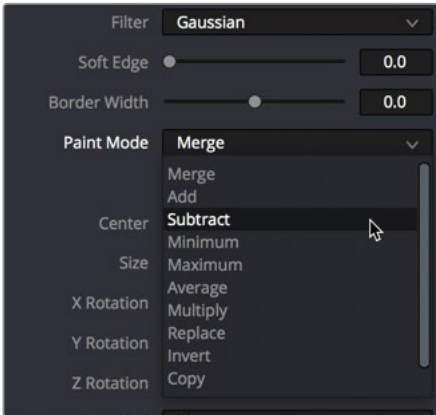 Filter Gaussian
Soft Edge 0.0
Border Width 0.0
Paint Mode Merge
Merge
Add
Center Subtract
Minimum
Size Maximum
Average
X Rotation Multiply
Y Rotation Replace
Invert
Z Rotation Copy